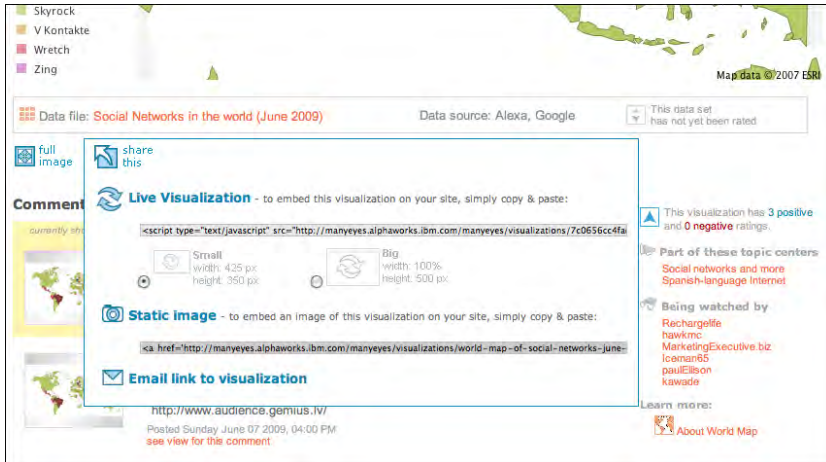 Skyrock
V Kontakte
Wretch
Zing
Map data © 2007 ESRI
Data file: Social Networks in the world (June 2009)
Data source: Alexa, Google
This data set
has not yet been rated
full
image
share
this
Comment
currently sho
Live Visualization - to embed this visualization on your site, simply copy & paste:
<script type="text/javascript" src="http://manyeyes.alphaworks.ibm.com/manyeyes/visualizations/7c0656cc4fa
Small
width: 425 px
height: 350 px
Big
width: 100%
height: 500 px
Static image - to embed an image of this visualization on your site, simply copy & paste:
<a href='http://manyeyes.alphaworks.ibm.com/manyeyes/visualizations/world-map-of-social-networks-june-
Email link to visualization
http://www.audience.gemius.lv/
Posted Sunday June 07 2009, 04:00 PM
see view for this comment
This visualization has 3 positive
and 0 negative ratings.
Part of these topic centers
Social networks and more
Spanish-language Internet
Being watched by
Rechargelife
hawkmc
MarketingExecutive.biz
Iceman65
paulEllison
kawade
Learn more:
About World Map